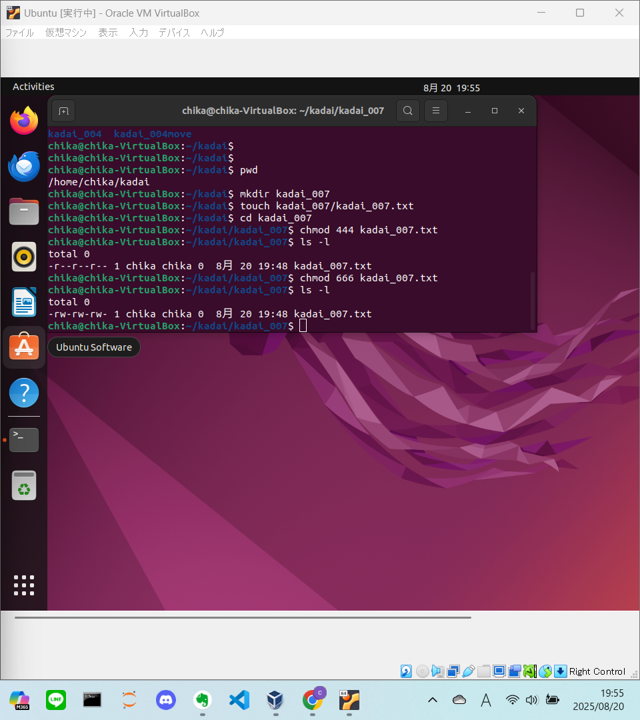 Ubuntu [実行中] - Oracle VM VirtualBox
ファイル 仮想マシン 表示 入力 デバイス ヘルプ
Activities
8月 20 19:55
chika@chika-VirtualBox: ~/kadai/kadai_007
kadai_004 kadai_004move
chika@chika-VirtualBox:~/kadai$
chika@chika-VirtualBox:~/kadai$
chika@chika-VirtualBox:~/kadai$ pwd
/home/chika/kadai
chika@chika-VirtualBox:~/kadai$ mkdir kadai_007
chika@chika-VirtualBox:~/kadai$ touch kadai_007/kadai_007.txt
chika@chika-VirtualBox:~/kadai$ cd kadai_007
chika@chika-VirtualBox:~/kadai/kadai_007$ chmod 444 kadai_007.txt
chika@chika-VirtualBox:~/kadai/kadai_007$ ls -l
total 0
-r--r--r-- 1 chika chika 0 8月 20 19:48 kadai_007.txt
chika@chika-VirtualBox:~/kadai/kadai_007$ chmod 666 kadai_007.txt
chika@chika-VirtualBox:~/kadai/kadai_007$ ls -l
total 0
-rw-rw-rw- 1 chika chika 0 8月 20 19:48 kadai_007.txt
chika@chika-VirtualBox:~/kadai/kadai_007$
Ubuntu Software
Right Control
M365
LINE
A
19:55
2025/08/20